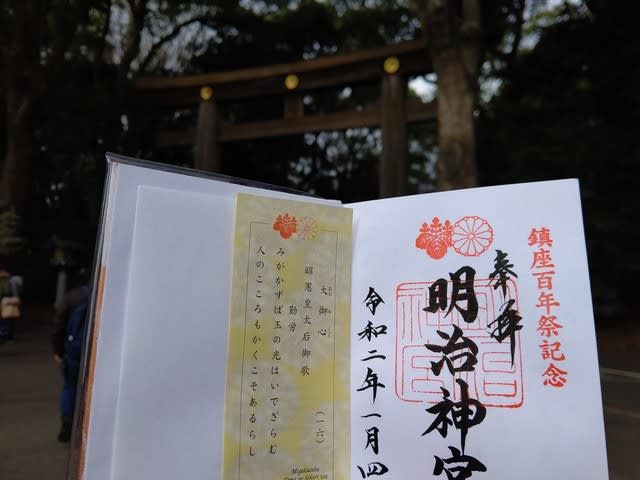 鎮座百年祭記念
奉拝
明治神宮
令和二年一月四
大御心
昭憲皇太后御歌
(一六)
勤労
みがかずば玉の光はいでざらむ
人のこころもかくこそあるらし
Migakazuba